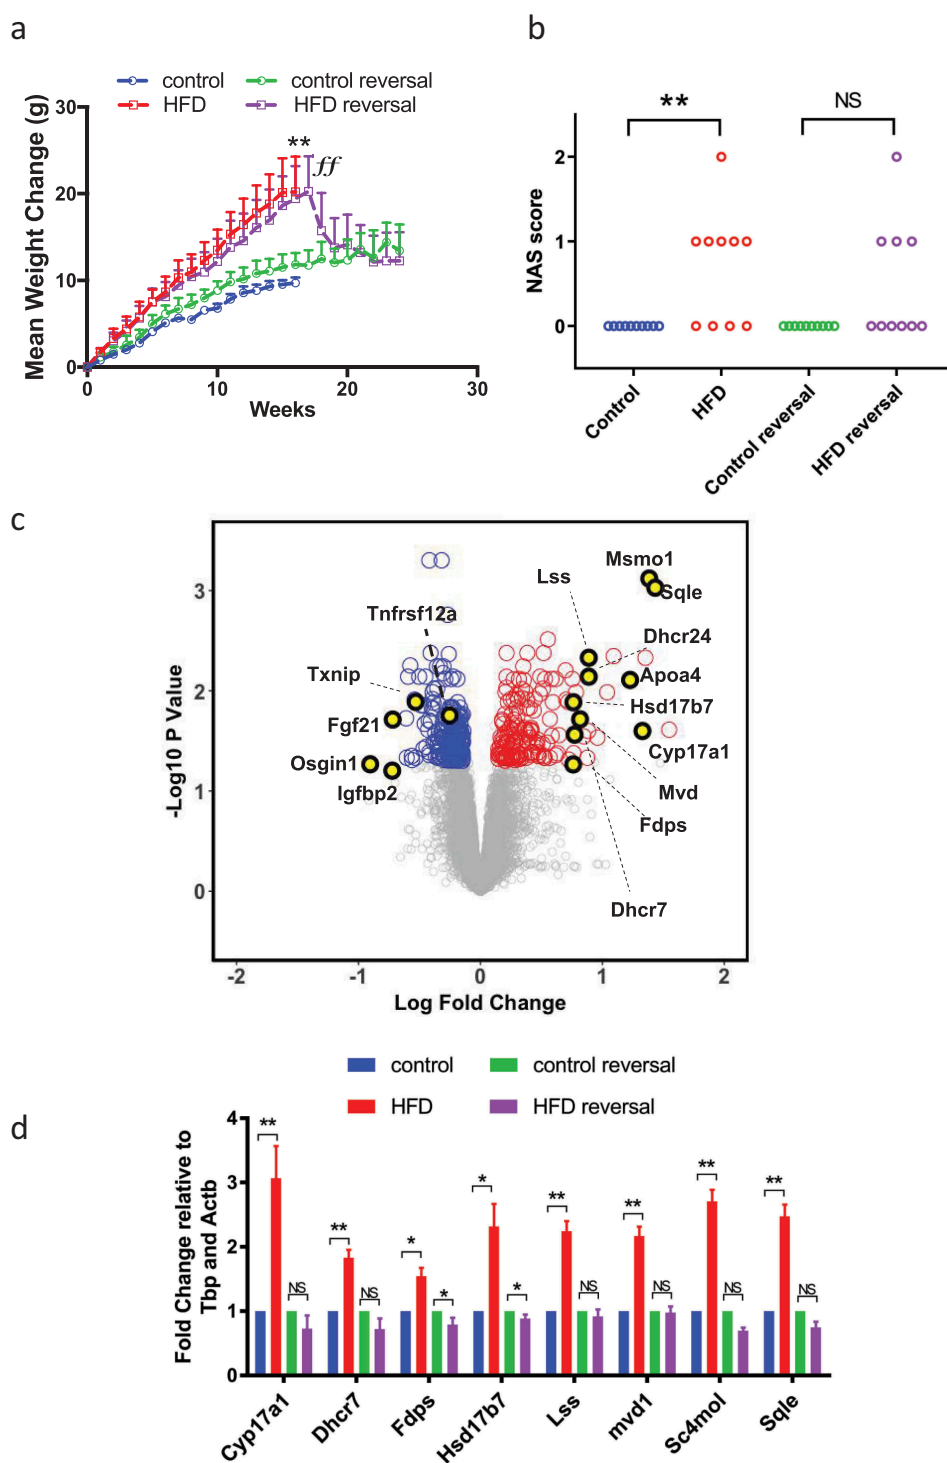 a
control
control reversal
HFD
HFD reversal
Mean Weight Change (g)
30
20
10
0
**
ff
0
10
20
30
Weeks
b
**
NS
NAS score
2
1
0
Control
HFD
Control reversal
HFD reversal
c
-Log10 P Value
3
2
1
0
Msmo1
Lss
Sqle
Tnfrsf12a
Dhcr24
Txnip
Apoa4
Hsd17b7
Fgf21
Cyp17a1
Osgin1
Igfbp2
Mvd
Fdps
Dhcr7
-2
-1
0
1
2
Log Fold Change
control
control reversal
HFD
HFD reversal
d
Fold Change relative to
Tbp and Actb
4
3
2
1
0
**
NS
**
NS
*
*
*
*
**
NS
**
NS
**
NS
**
NS
Cyp17a1
Dhcr7
Fdps
Hsd17b7
Lss
mvd1
Sc4mol
Sqle